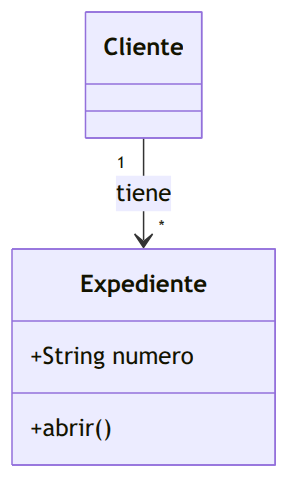 Cliente
1
tiene
*
Expediente
+String numero
+abrir()